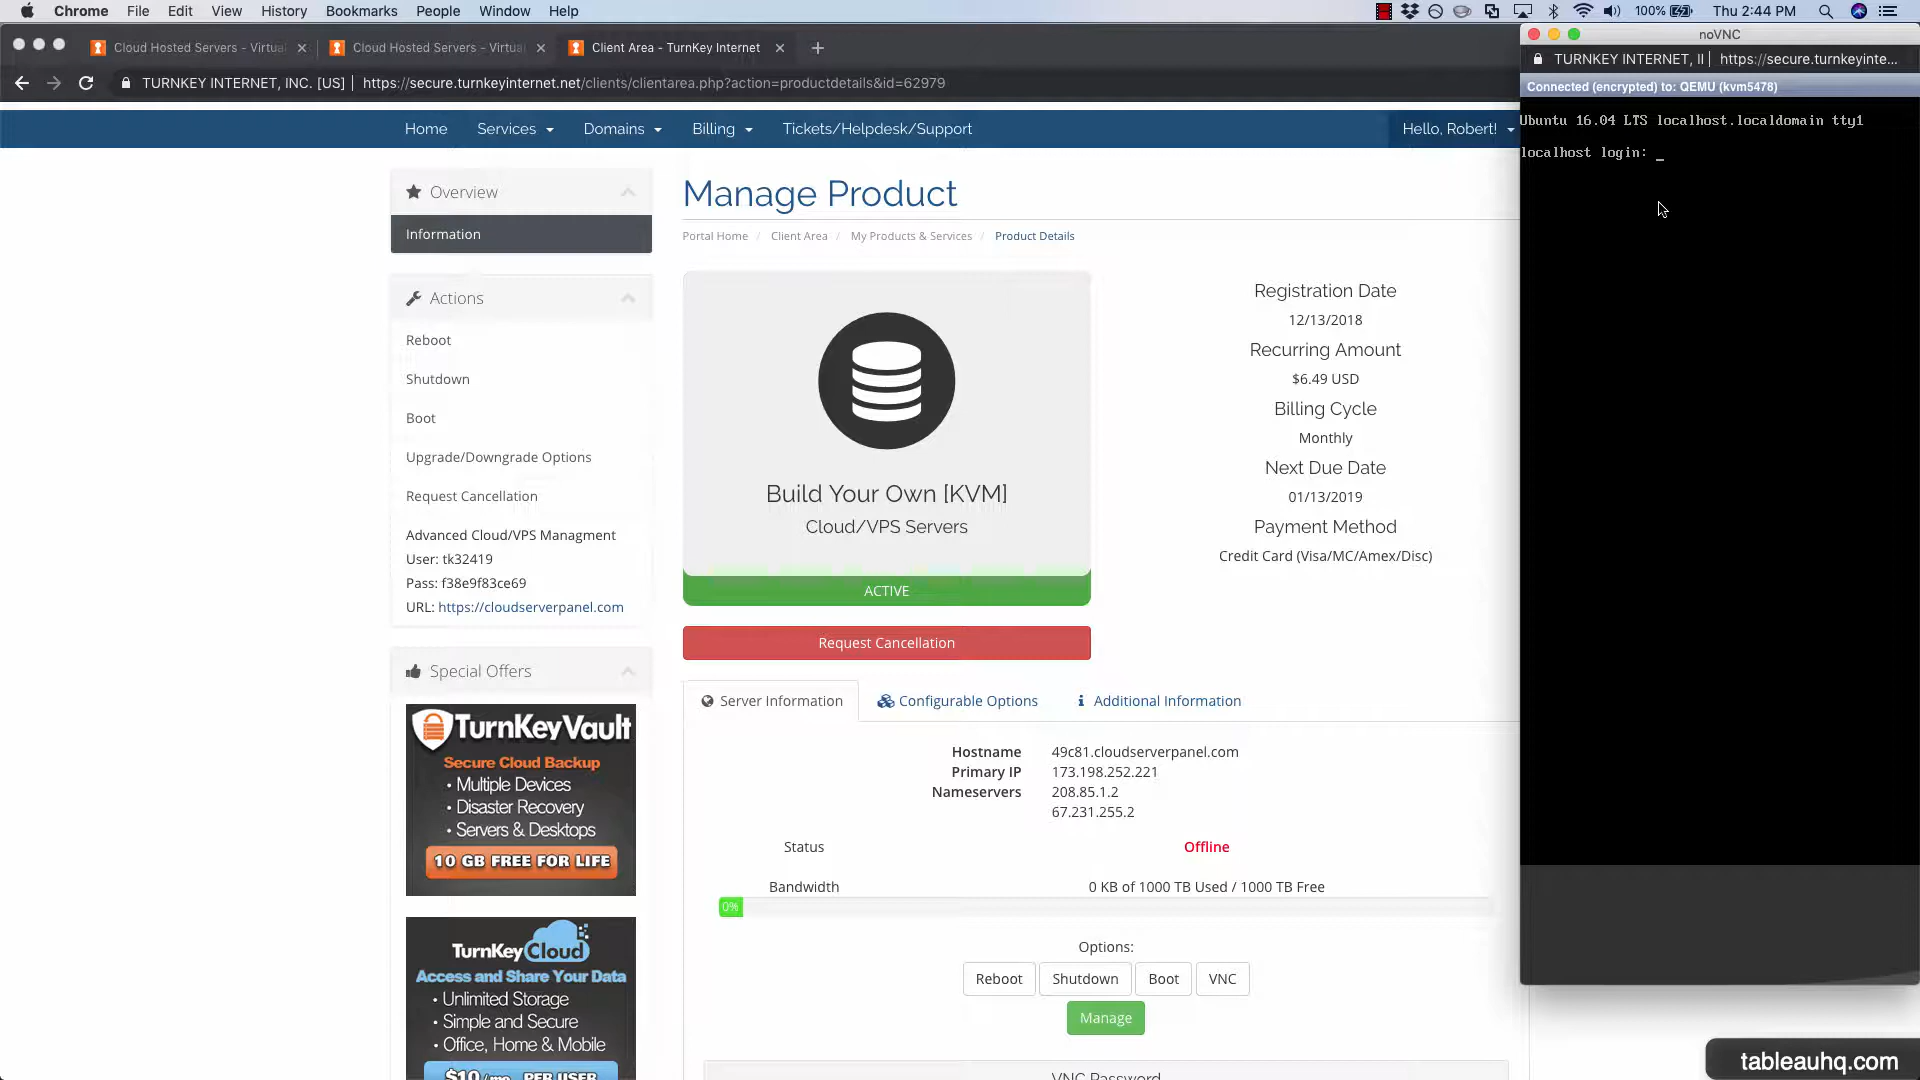 Chrome File Edit View History Bookmarks People Window Help
100% Thu 2:44 PM
Cloud Hosted Servers - Virtua
Cloud Hosted Servers - Virtua
Client Area - TurnKey Internet
TURNKEY INTERNET, INC. [US] | https://secure.turnkeyinternet.net/clients/clientarea.php?action=productdetails&id=62979
Home Services Domains Billing Tickets/Helpdesk/Support
Hello, Robert!
Overview
Information
Actions
Reboot
Shutdown
Boot
Upgrade/Downgrade Options
Request Cancellation
Advanced Cloud/VPS Managment
User: tk32419
Pass: f38e9f83ce69
URL: https://cloudserverpanel.com
Special Offers
TurnKeyVault
Secure Cloud Backup
• Multiple Devices
• Disaster Recovery
• Servers & Desktops
10 GB FREE FOR LIFE
TurnKeyCloud
Access and Share Your Data
• Unlimited Storage
• Simple and Secure
• Office, Home & Mobile
$10/mo PER USER
Manage Product
Portal Home / Client Area / My Products & Services / Product Details
Build Your Own [KVM]
Cloud/VPS Servers
ACTIVE
Request Cancellation
Registration Date
12/13/2018
Recurring Amount
$6.49 USD
Billing Cycle
Monthly
Next Due Date
01/13/2019
Payment Method
Credit Card (Visa/MC/Amex/Disc)
Server Information
Configurable Options
Additional Information
Hostname 49c81.cloudserverpanel.com
Primary IP 173.198.252.221
Nameservers 208.85.1.2
67.231.255.2
Status Offline
Bandwidth 0 KB of 1000 TB Used / 1000 TB Free
0%
Options:
Reboot Shutdown Boot VNC
Manage
VNC Password
noVNC
TURNKEY INTERNET, II | https://secure.turnkeyinte...
Connected (encrypted) to: QEMU (kvm5478)
Ubuntu 16.04 LTS localhost.localdomain tty1
localhost login: _
tableauhq.com